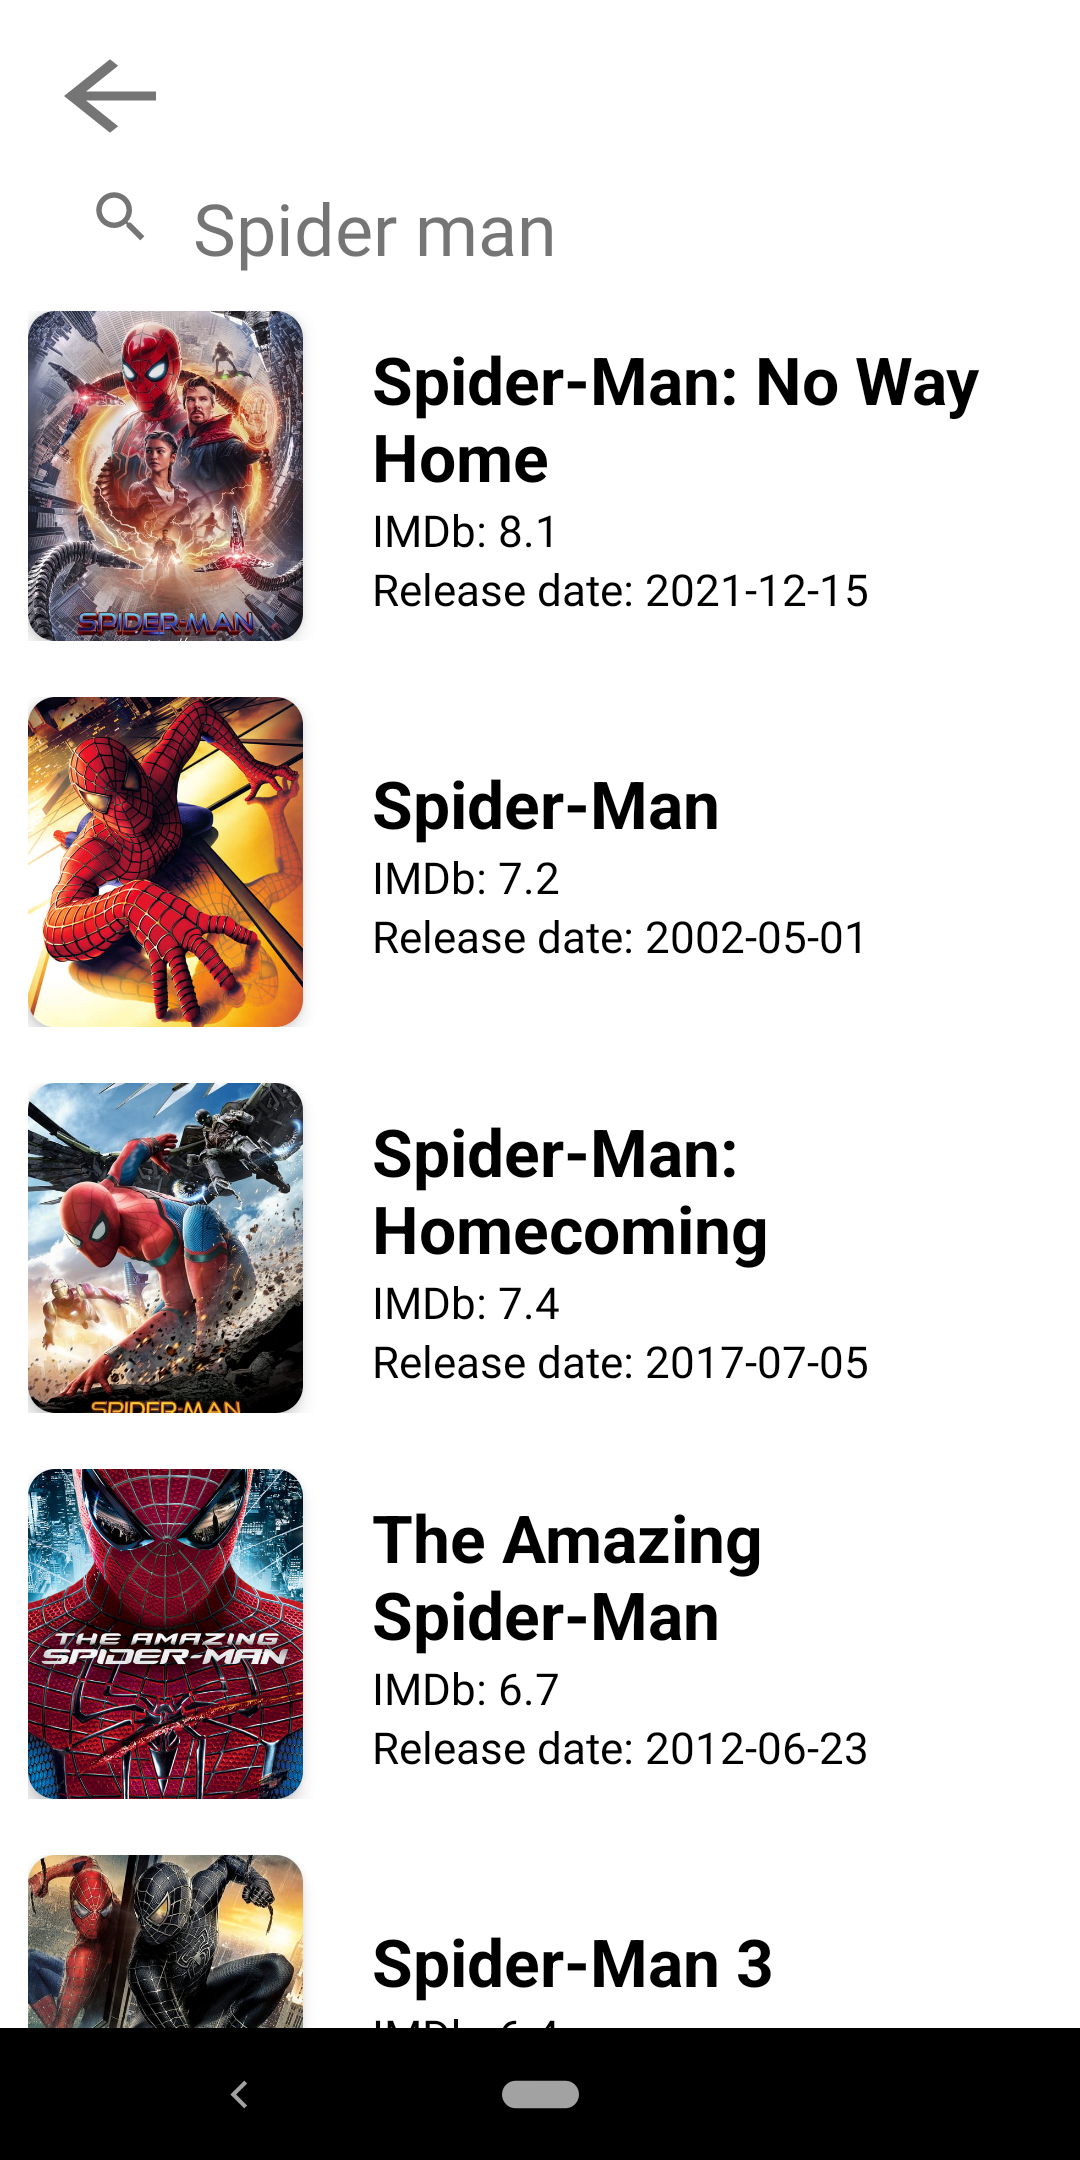 Spider man
Spider-Man: No Way
Home
IMDb: 8.1
Release date: 2021-12-15
SPIDER-MAN
Spider-Man
IMDb: 7.2
Release date: 2002-05-01
Spider-Man:
Homecoming
IMDb: 7.4
Release date: 2017-07-05
SPIDER-MAN
The Amazing
Spider-Man
IMDb: 6.7
Release date: 2012-06-23
THE AMAZING
SPIDER-MAN
Spider-Man 3